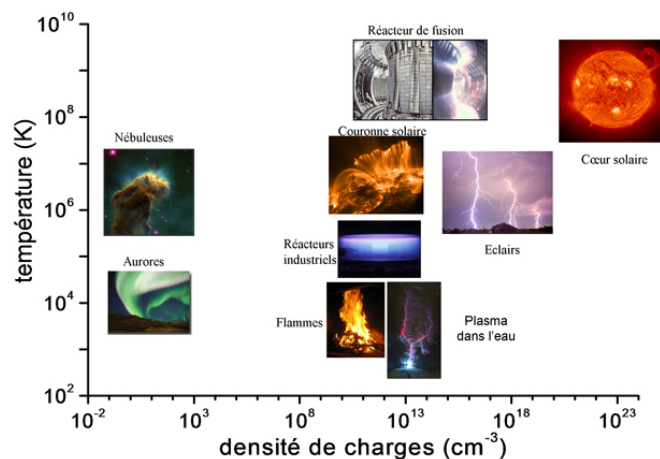 10^10
Réacteur de fusion
10^8
Couronne solaire
Nébuleuses
Cœur solaire
température (K)
10^6
Réacteurs
industriels
Eclairs
Aurores
10^4
Flammes
Plasma
dans l'eau
10^2
10^-2
10^3
10^8
10^13
10^18
10^23
densité de charges (cm^-3)